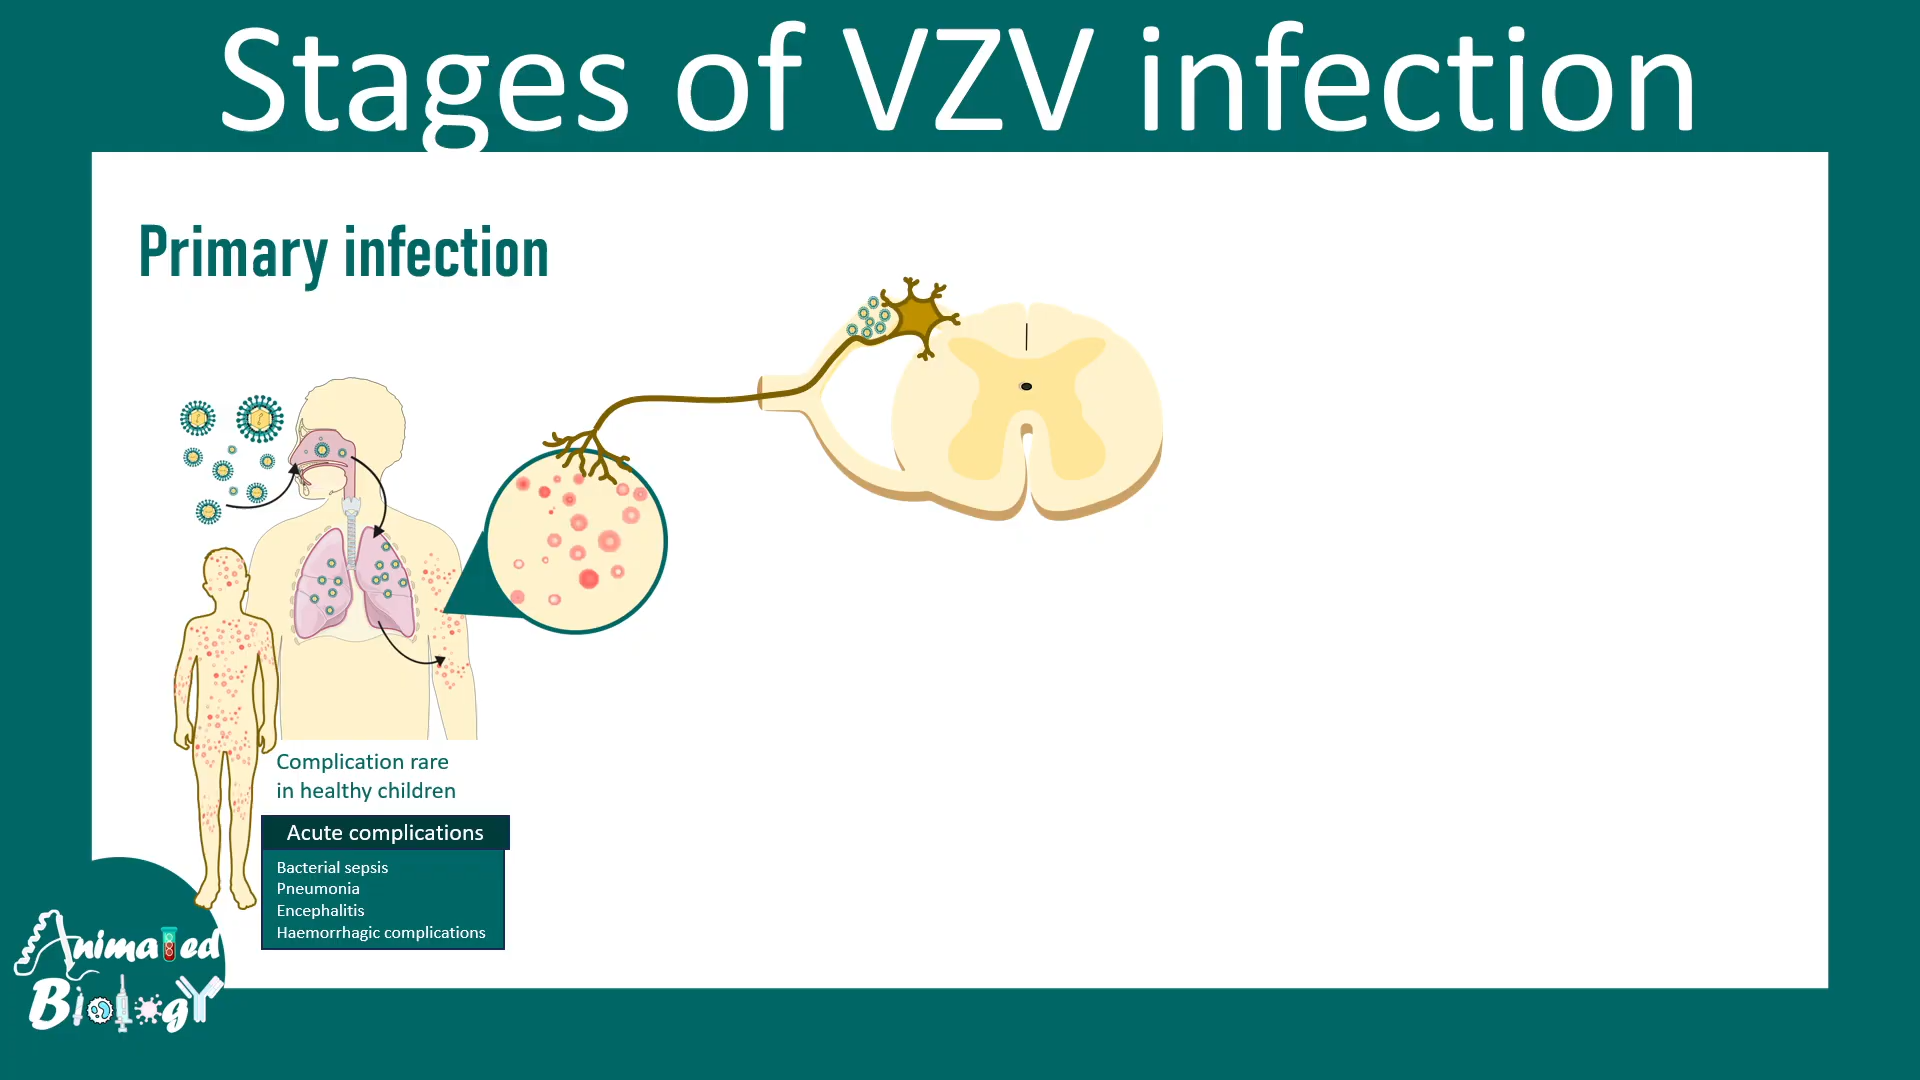 Stages of VZV infection
Primary infection
Complication rare
in healthy children
Acute complications
Bacterial sepsis
Pneumonia
Encephalitis
Haemorrhagic complications
Animated
Biology